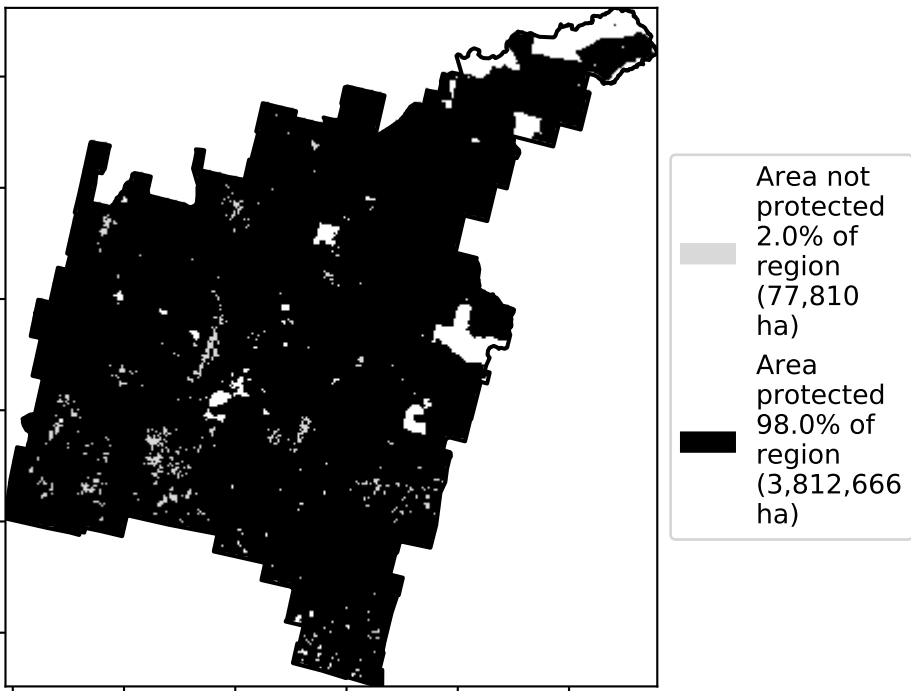 Area not
protected
2.0% of
region
(77,810
ha)
Area
protected
98.0% of
region
(3,812,666
ha)